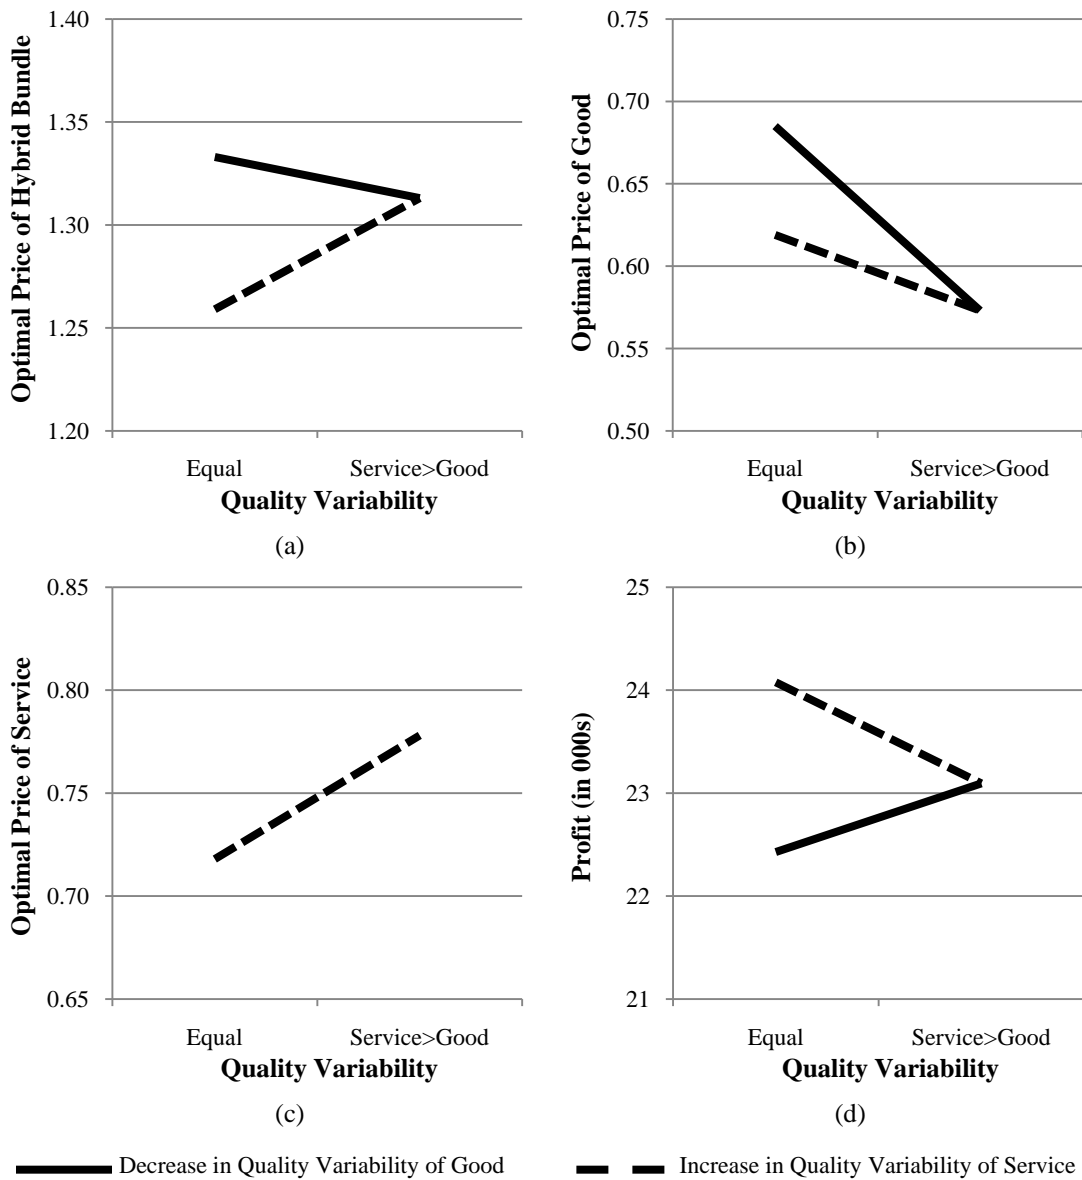 Optimal Price of Hybrid Bundle
1.40
1.35
1.30
1.25
1.20
Equal Service>Good
Quality Variability
(a)
Optimal Price of Good
0.75
0.70
0.65
0.60
0.55
0.50
Equal Service>Good
Quality Variability
(b)
Optimal Price of Service
0.85
0.80
0.75
0.70
0.65
Equal Service>Good
Quality Variability
(c)
Profit (in 000s)
25
24
23
22
21
Equal Service>Good
Quality Variability
(d)
Decrease in Quality Variability of Good
Increase in Quality Variability of Service